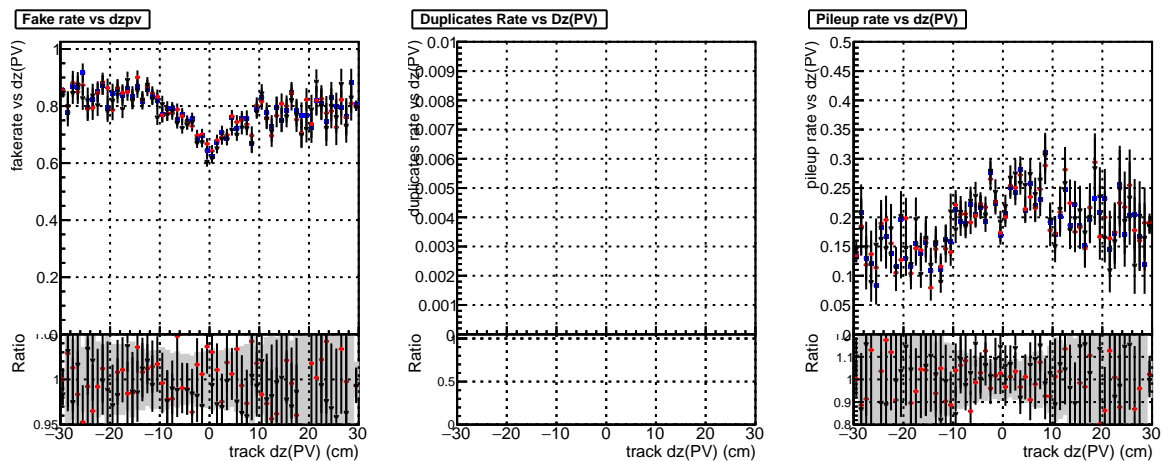 Fake rate vs dzpv
fakerate vs dz(PV)
1
0.8
0.6
0.4
0.2
0
Ratio
1
0.95
−30 −20 −10 0 10 20 30
track dz(PV) (cm)
Duplicates Rate vs Dz(PV)
duplicates rate vs dz(PV)
0.01
0.009
0.008
0.007
0.006
0.005
0.004
0.003
0.002
0.001
0
Ratio
1
0.5
0
−30 −20 −10 0 10 20 30
track dz(PV) (cm)
Pileup rate vs dz(PV)
pileup rate vs dz(PV)
0.5
0.45
0.4
0.35
0.3
0.25
0.2
0.15
0.1
0.05
0
Ratio
1.1
1
0.9
0.8
−30 −20 −10 0 10 20 30
track dz(PV) (cm)